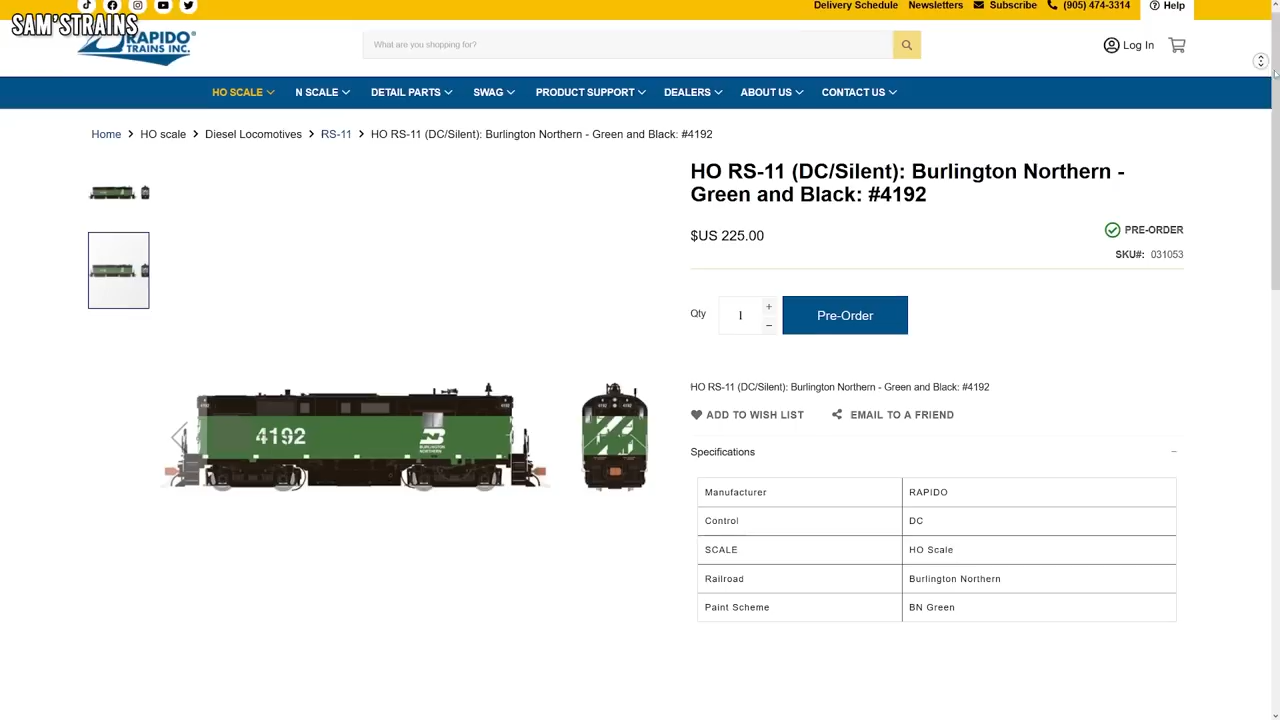 Delivery Schedule Newsletters Subscribe (905) 474-3314 Help
SAM'STRAINS
RAPIDO®
TRAINS INC.
What are you shopping for?
Log In
HO SCALE N SCALE DETAIL PARTS SWAG PRODUCT SUPPORT DEALERS ABOUT US CONTACT US
Home > HO scale > Diesel Locomotives > RS-11 > HO RS-11 (DC/Silent): Burlington Northern - Green and Black: #4192
HO RS-11 (DC/Silent): Burlington Northern -
Green and Black: #4192
$US 225.00
PRE-ORDER
SKU#: 031053
Qty 1 + −
Pre-Order
HO RS-11 (DC/Silent): Burlington Northern - Green and Black: #4192
ADD TO WISH LIST EMAIL TO A FRIEND
4192
BURLINGTON
NORTHERN
Specifications −
Manufacturer RAPIDO
Control DC
SCALE HO Scale
Railroad Burlington Northern
Paint Scheme BN Green